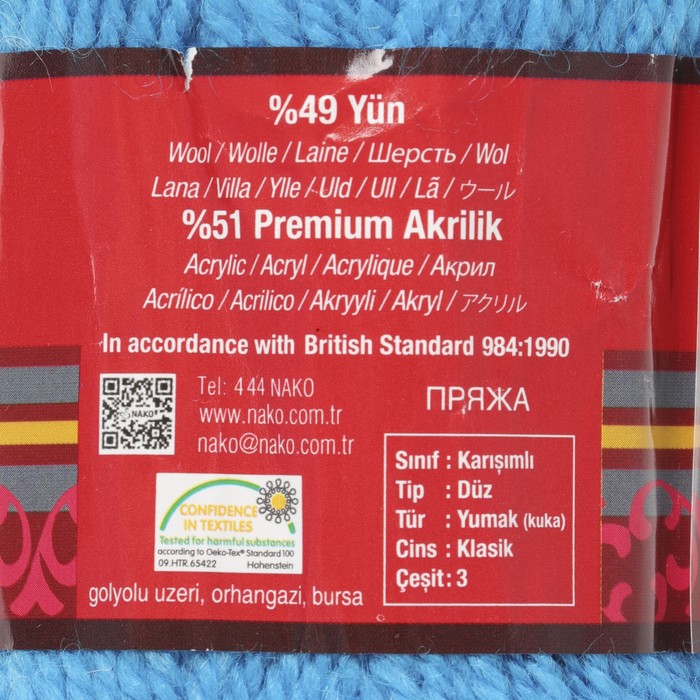 %49 Yün
Wool / Wolle / Laine / Шерсть / Wol
Lana / Villa / Ylle / Uld / Ull / Lã / ウール
%51 Premium Akrilik
Acrylic / Acryl / Acrylique / Акрил
Acrílico / Acrilico / Akryyli / Akryl / アクリル
In accordance with British Standard 984:1990
NAKO®
Tel: 4 44 NAKO
www.nako.com.tr
nako@nako.com.tr
ПРЯЖА
Sınıf : Karışımlı
Tip : Düz
Tür : Yumak (kuka)
Cins : Klasik
Çeşit : 3
CONFIDENCE
IN TEXTILES
Tested for harmful substances
according to Oeko-Tex® Standard 100
09.HTR.65422 Hohenstein
golyolu uzeri, orhangazi, bursa